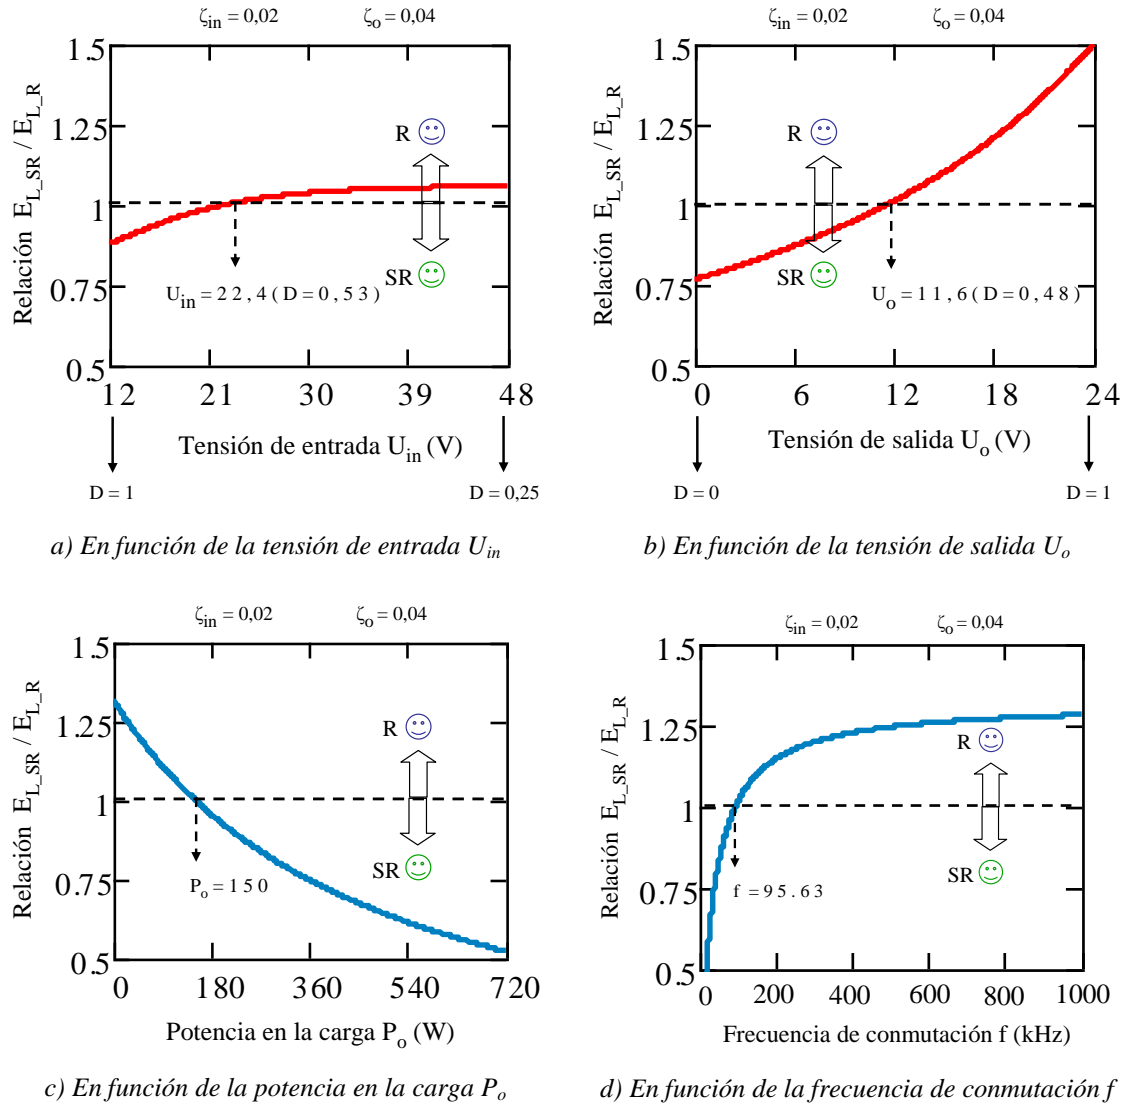 ζin = 0,02 ζo = 0,04
Relación EL_SR / EL_R
1.5
1.25
1
0.75
0.5
R
SR
Uin = 22,4 (D = 0,53)
12 21 30 39 48
Tensión de entrada Uin (V)
D = 1 D = 0,25
a) En función de la tensión de entrada Uin
ζin = 0,02 ζo = 0,04
Relación EL_SR / EL_R
1.5
1.25
1
0.75
0.5
R
SR
Uo = 11,6 (D = 0,48)
0 6 12 18 24
Tensión de salida Uo (V)
D = 0 D = 1
b) En función de la tensión de salida Uo
ζin = 0,02 ζo = 0,04
Relación EL_SR / EL_R
1.5
1.25
1
0.75
0.5
R
SR
Po = 150
0 180 360 540 720
Potencia en la carga Po (W)
c) En función de la potencia en la carga Po
ζin = 0,02 ζo = 0,04
Relación EL_SR / EL_R
1.5
1.25
1
0.75
0.5
R
SR
f = 95.63
0 200 400 600 800 1000
Frecuencia de conmutación f (kHz)
d) En función de la frecuencia de conmutación f